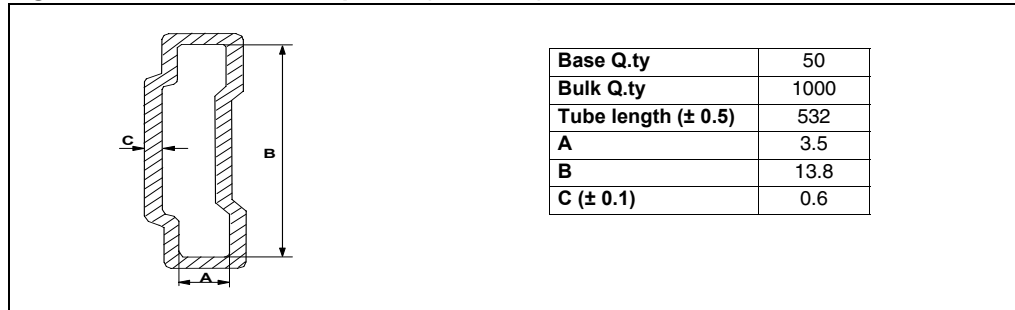 C
B
A
Base Q.ty 50
Bulk Q.ty 1000
Tube length (± 0.5) 532
A 3.5
B 13.8
C (± 0.1) 0.6